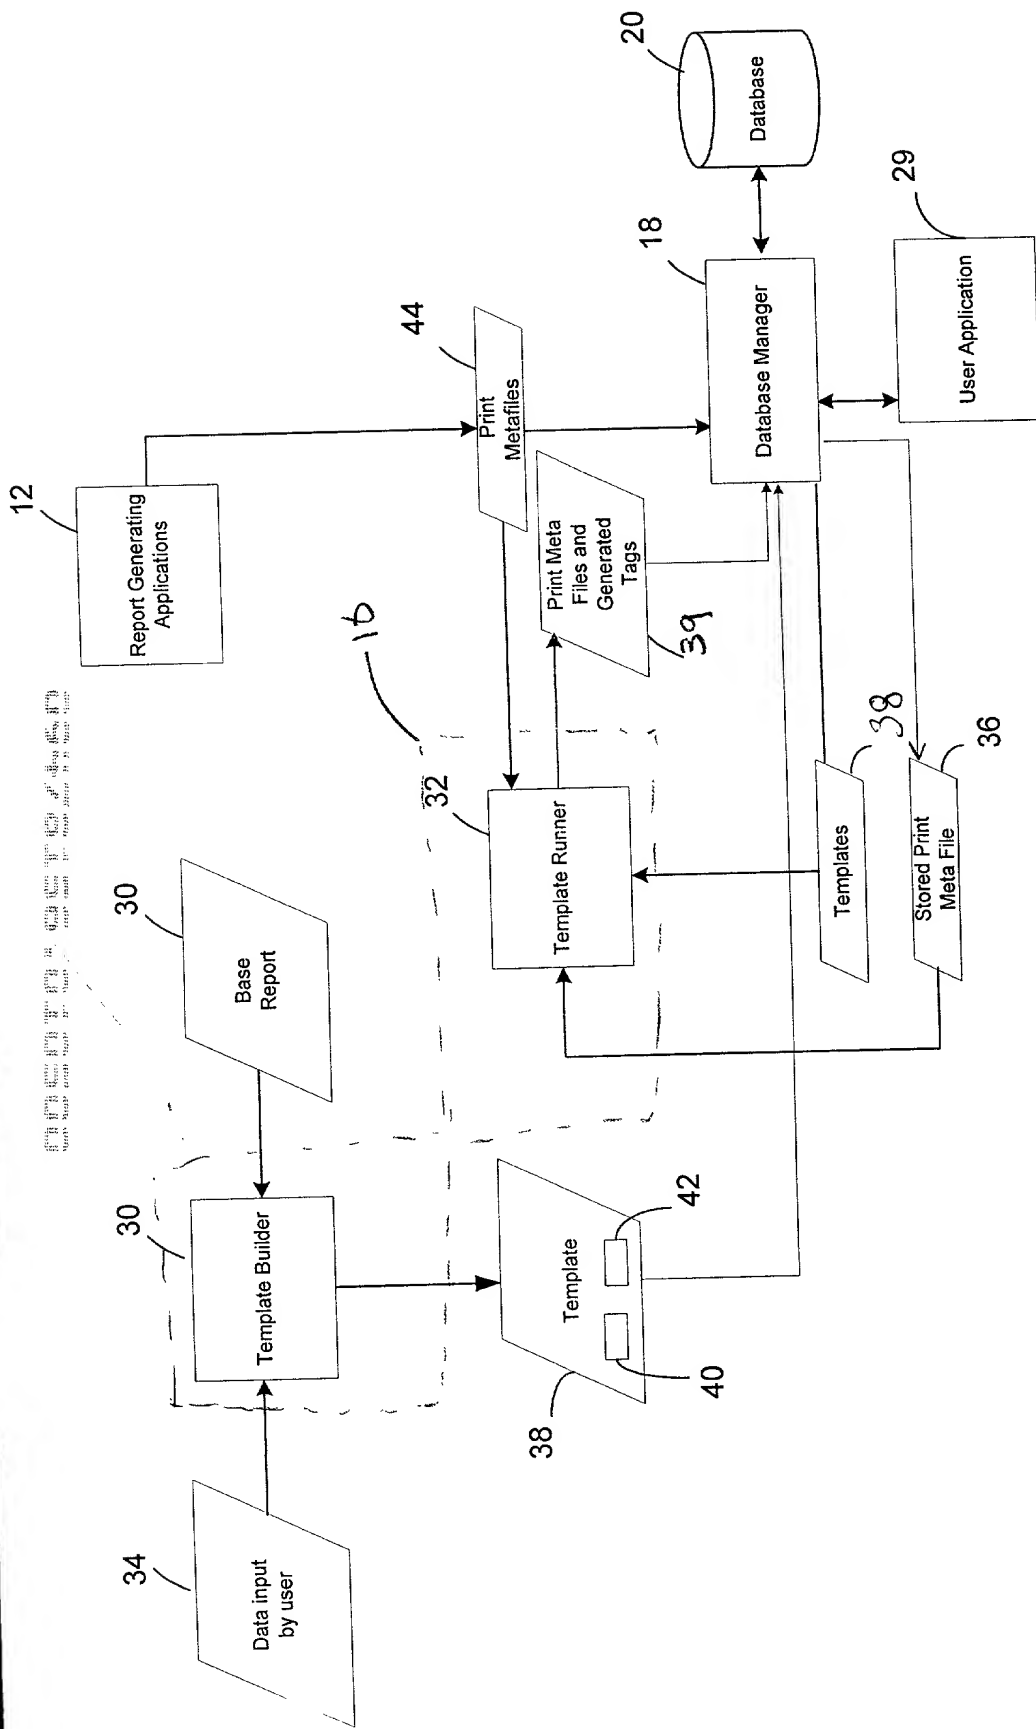 12
Report Generating
Applications
20
Database
44
Print
Metafiles
18
Database Manager
29
User Application
16
Print Meta
Files and
Generated
Tags
39
32
Template Runner
30
Base
Report
30
Template Builder
34
Data input
by user
38
Template
40
42
Templates
38
Stored Print
Meta File
36